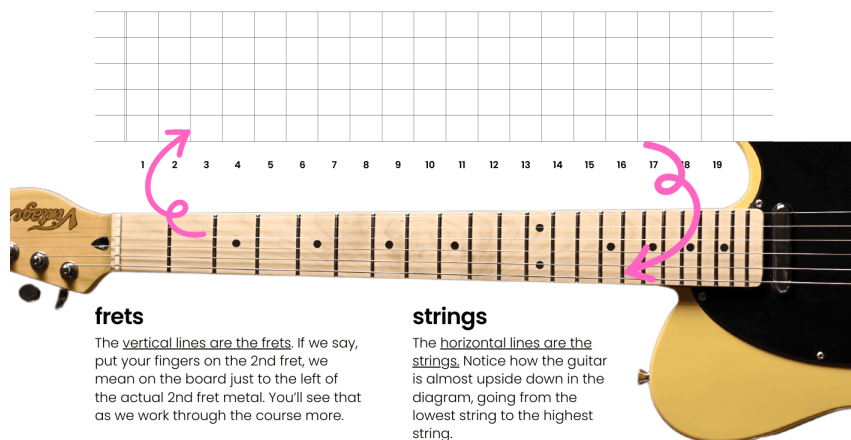 1 2 3 4 5 6 7 8 9 10 11 12 13 14 15 16 17 18 19
Vintage
frets
The vertical lines are the frets. If we say,
put your fingers on the 2nd fret, we
mean on the board just to the left of
the actual 2nd fret metal. You’ll see that
as we work through the course more.
strings
The horizontal lines are the
strings. Notice how the guitar
is almost upside down in the
diagram, going from the
lowest string to the highest
string.